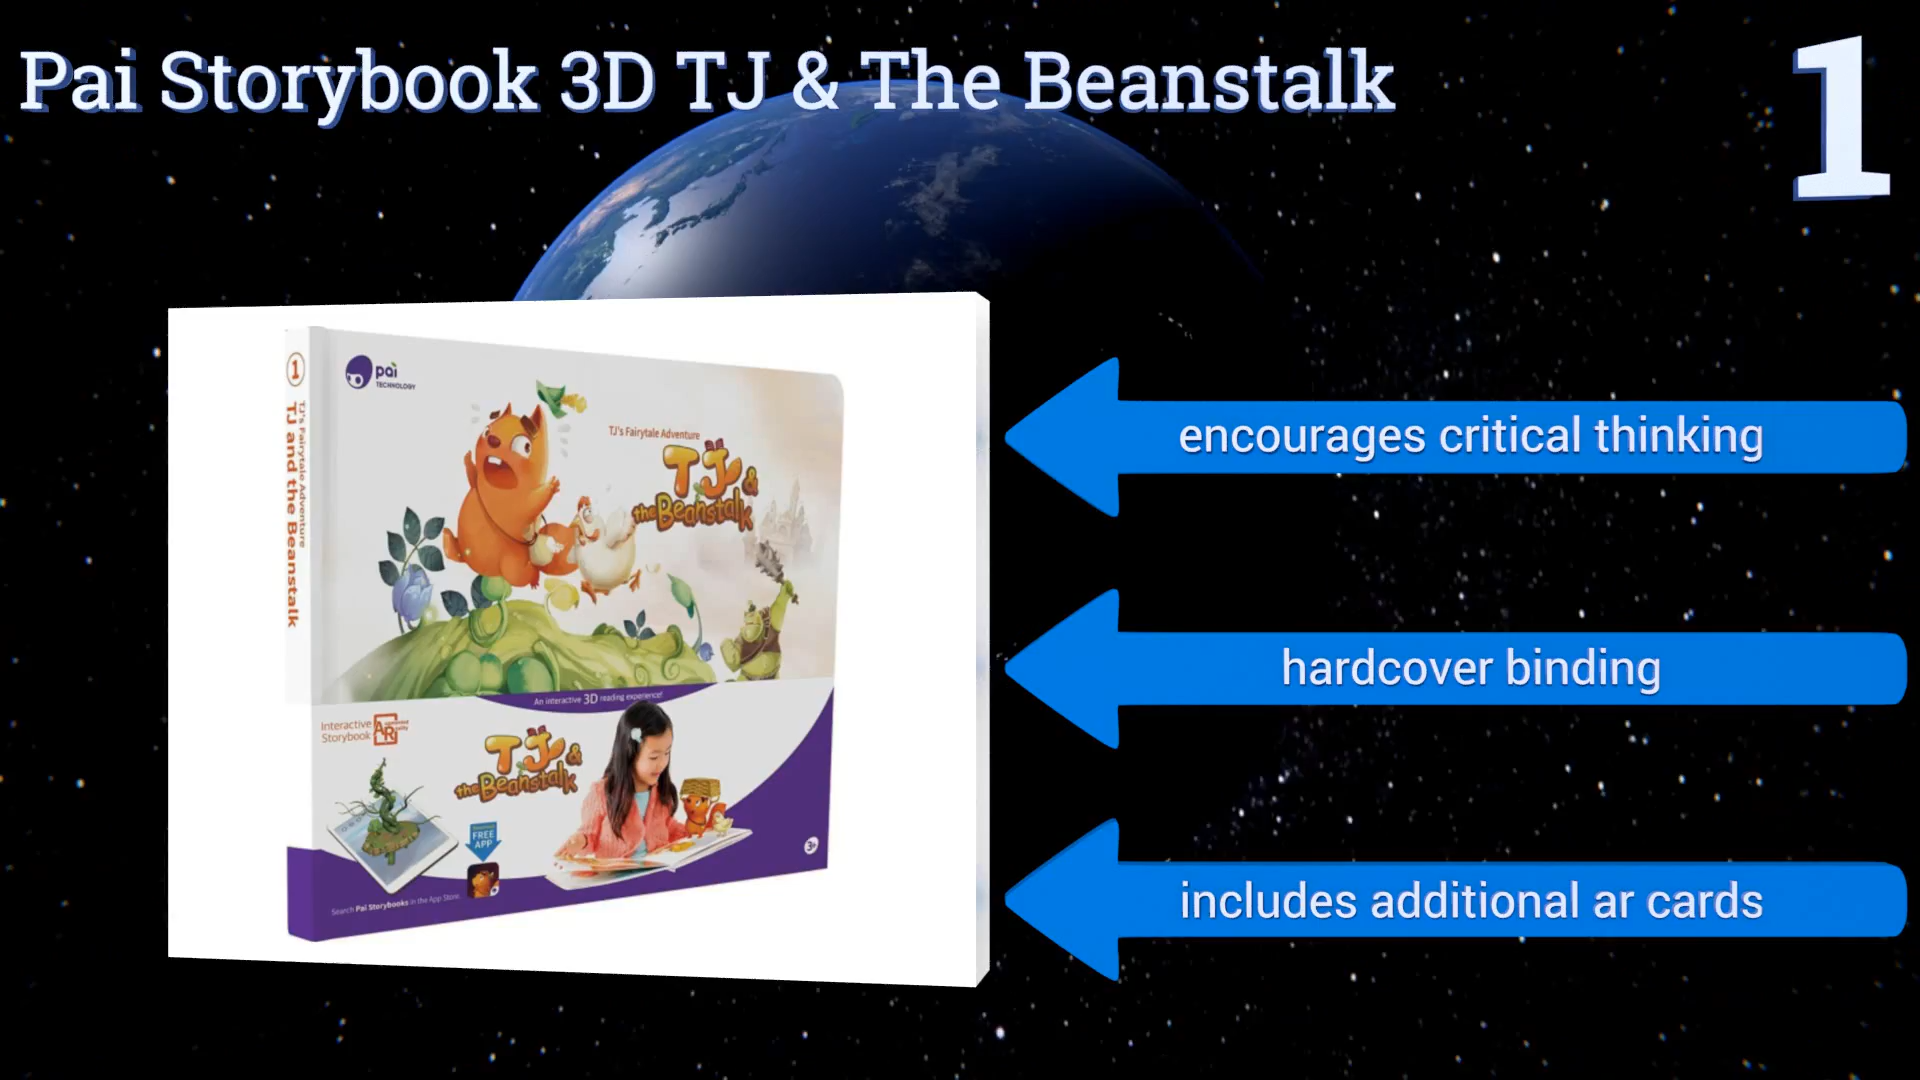 Pai Storybook 3D TJ & The Beanstalk
1
encourages critical thinking
hardcover binding
includes additional ar cards
1
TJ's Fairytale Adventure
TJ and the Beanstalk
pai
TECHNOLOGY
TJ's Fairytale Adventure
TJ &
the Beanstalk
An interactive 3D reading experience!
Interactive
Storybook
AR
TJ &
the Beanstalk
FREE
APP
3+
Search Pai Storybooks in the App Store